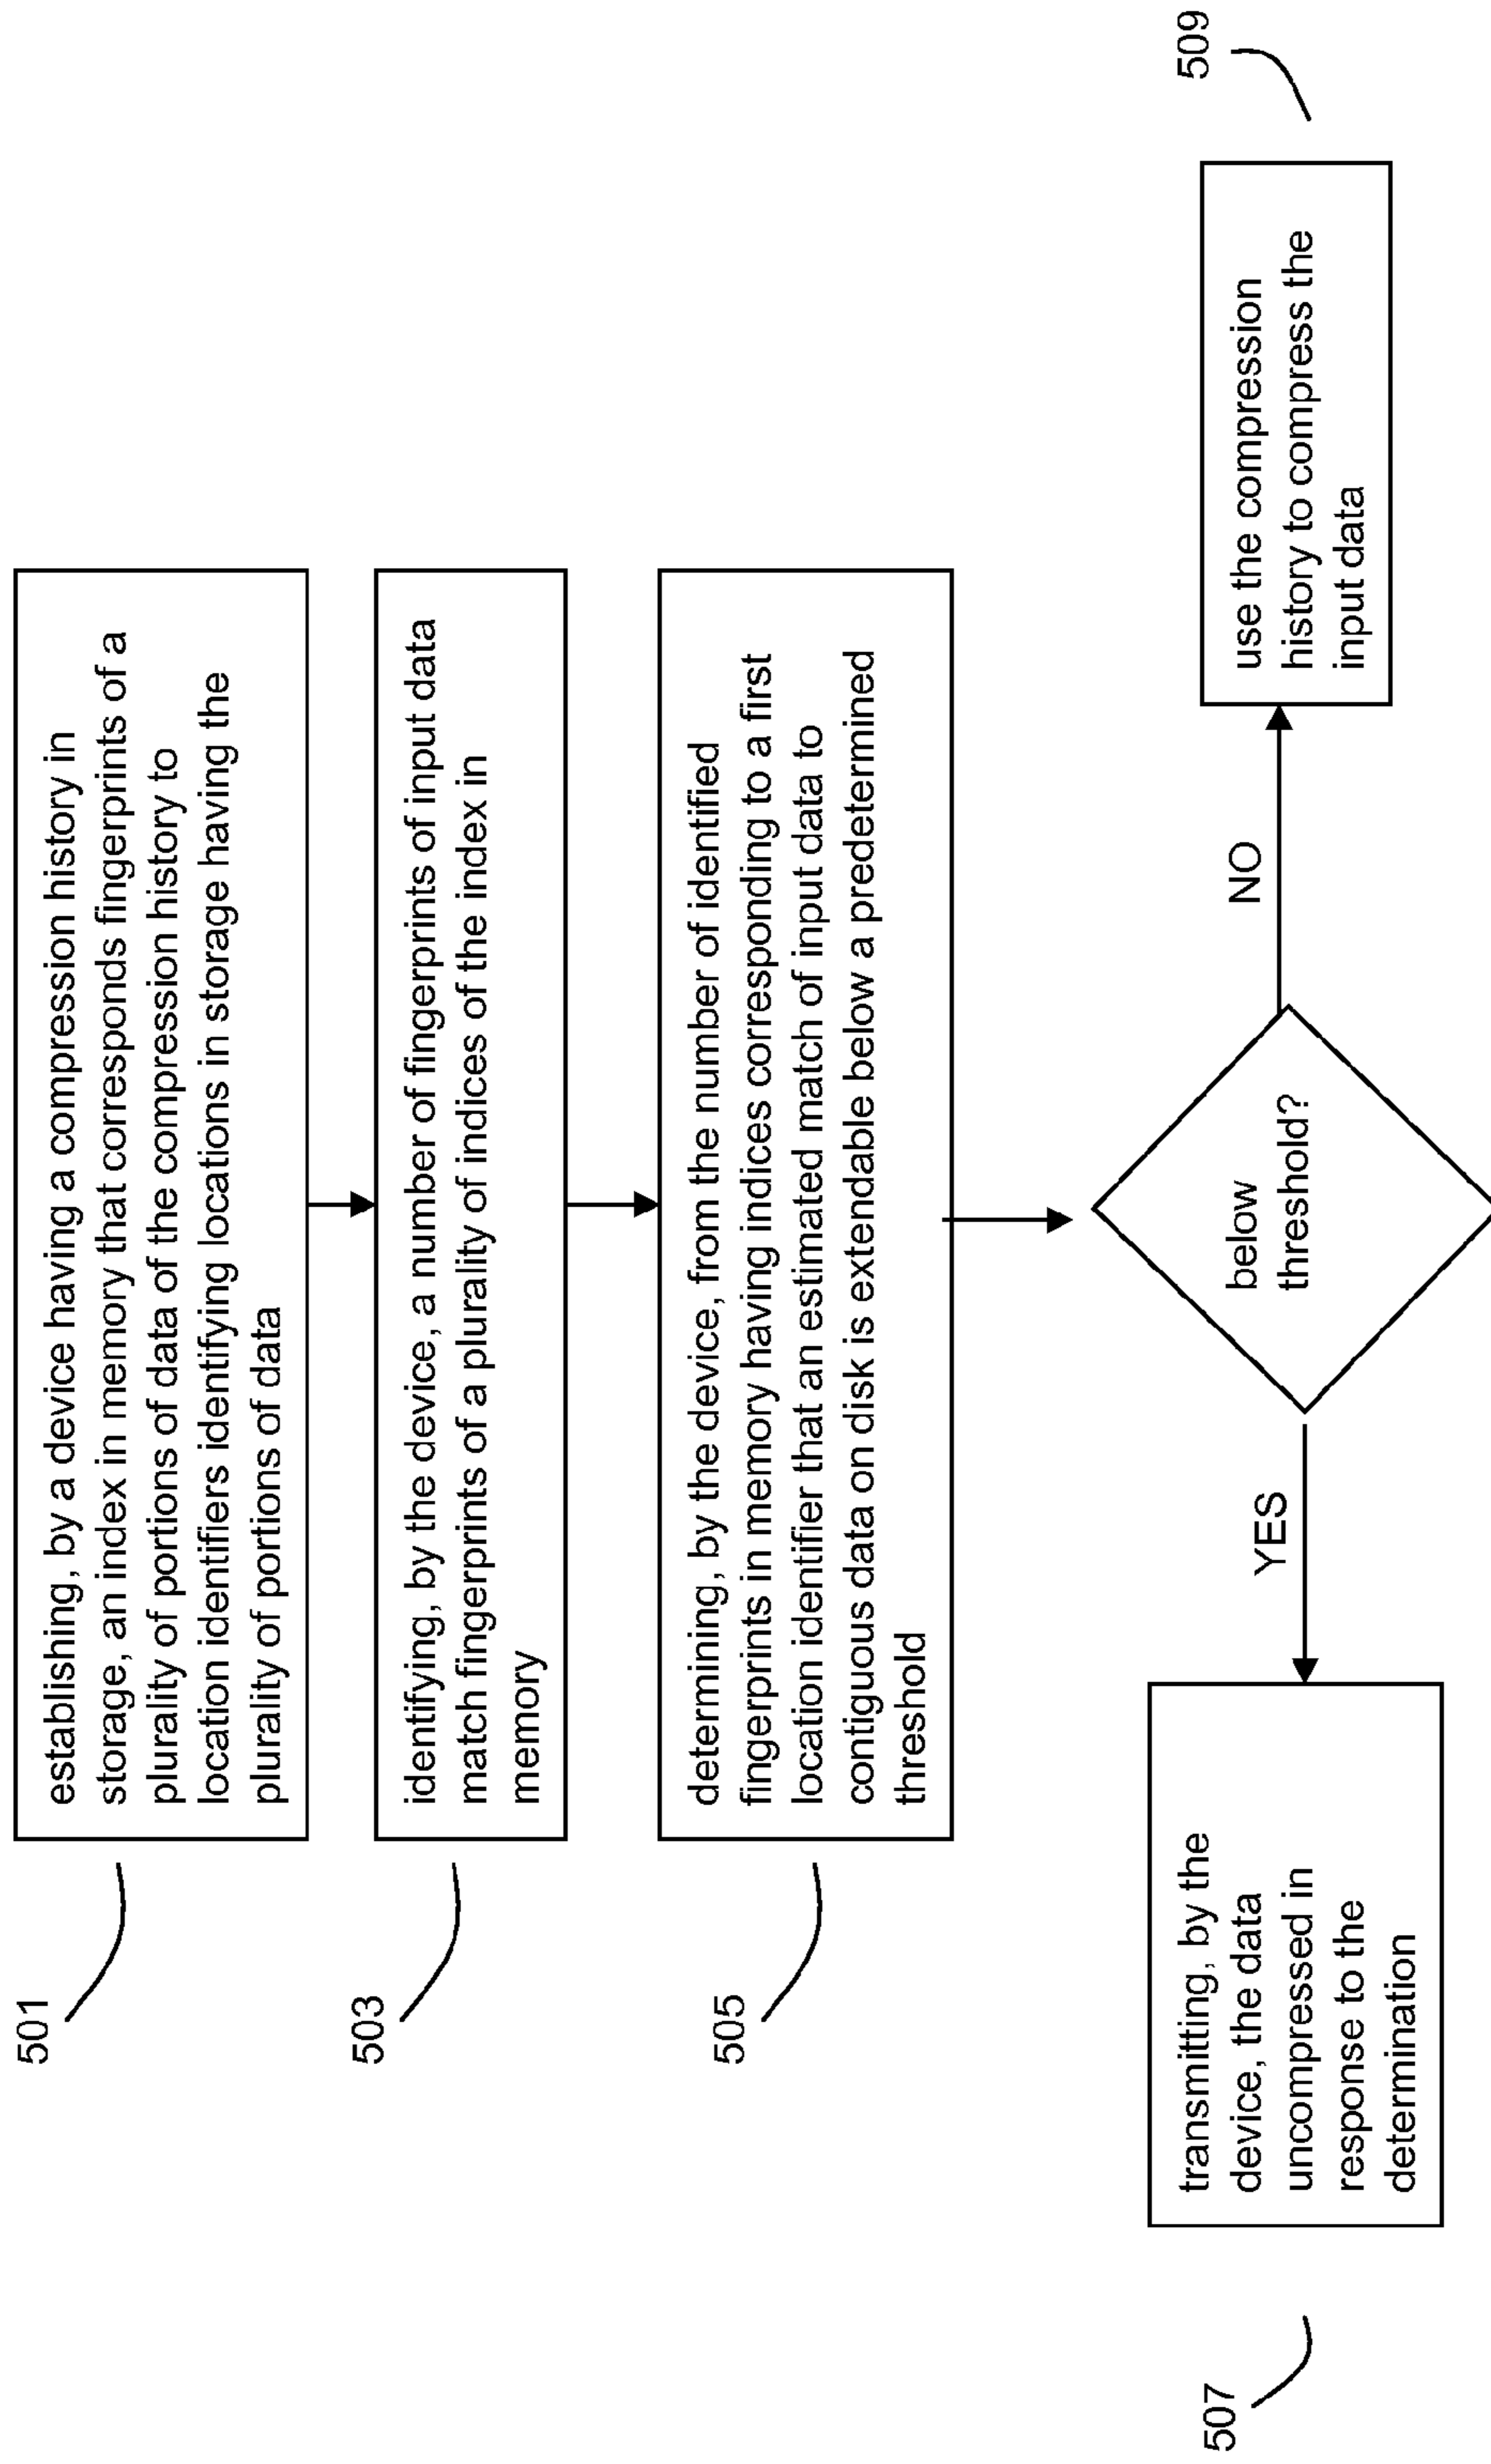 501
establishing, by a device having a compression history in
storage, an index in memory that corresponds fingerprints of a
plurality of portions of data of the compression history to
location identifiers identifying locations in storage having the
plurality of portions of data
503
identifying, by the device, a number of fingerprints of input data
match fingerprints of a plurality of indices of the index in
memory
505
determining, by the device, from the number of identified
fingerprints in memory having indices corresponding to a first
location identifier that an estimated match of input data to
contiguous data on disk is extendable below a predetermined
threshold
below
threshold?
YES
NO
507
transmitting, by the
device, the data
uncompressed in
response to the
determination
509
use the compression
history to compress the
input data